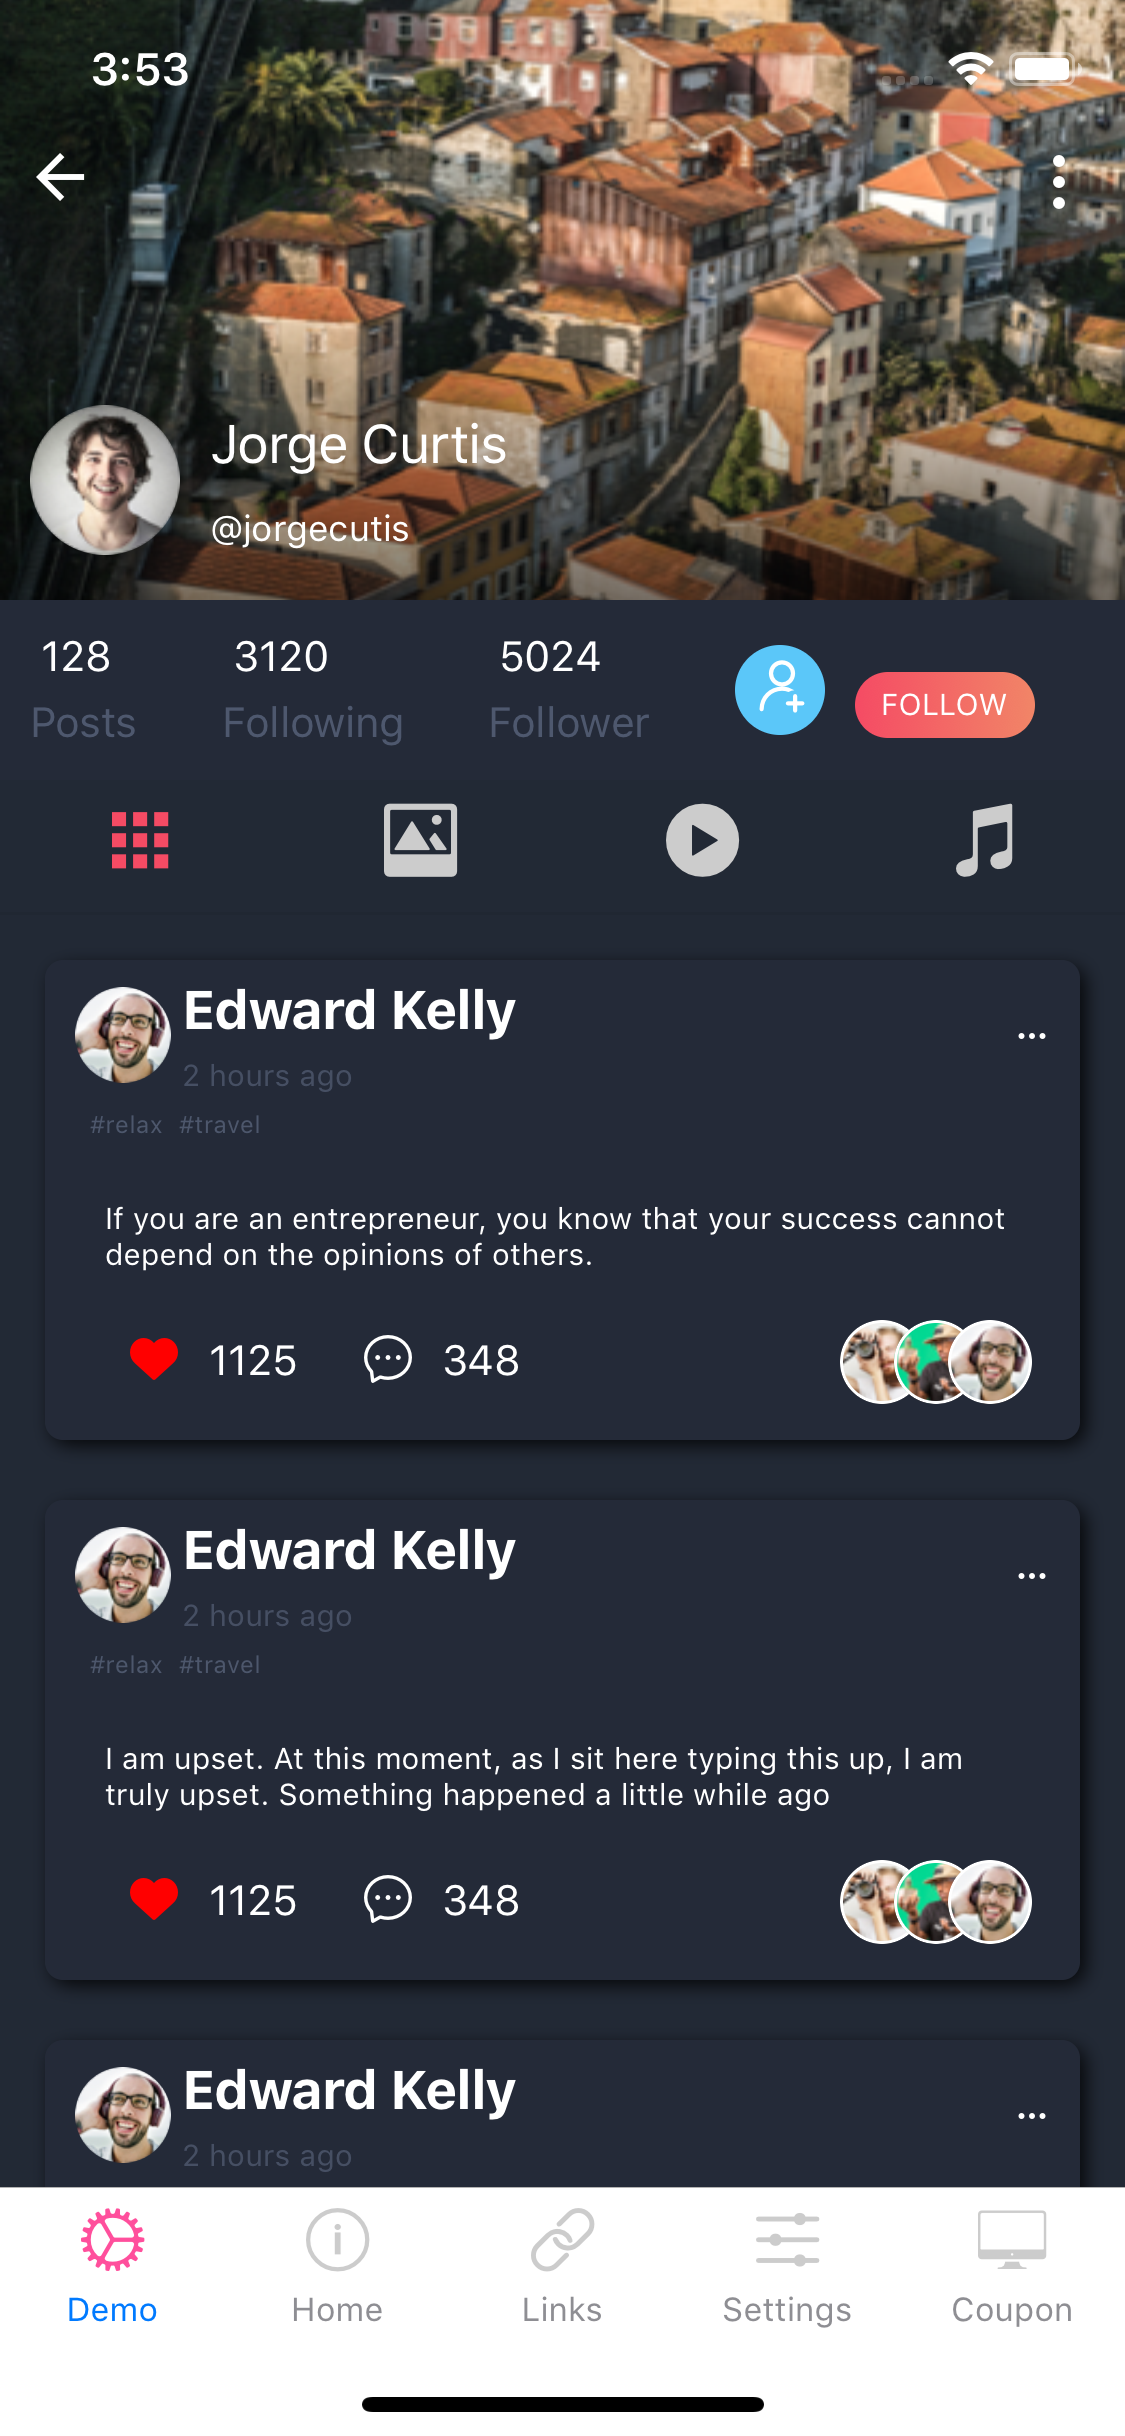 3:53
Jorge Curtis
@jorgecutis
128 3120 5024
Posts Following Follower
FOLLOW
Edward Kelly
2 hours ago
#relax #travel
If you are an entrepreneur, you know that your success cannot
depend on the opinions of others.
1125 348
Edward Kelly
2 hours ago
#relax #travel
I am upset. At this moment, as I sit here typing this up, I am
truly upset. Something happened a little while ago
1125 348
Edward Kelly
2 hours ago
Demo Home Links Settings Coupon